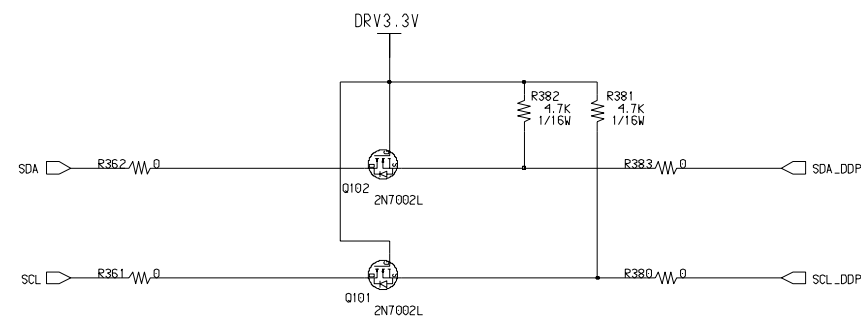 DRV3.3V
R382
4.7K
1/16W
R381
4.7K
1/16W
SDA
R362
0
Q102
2N7002L
R383
0
SDA_DDP
SCL
R361
0
Q101
2N7002L
R380
0
SCL_DDP